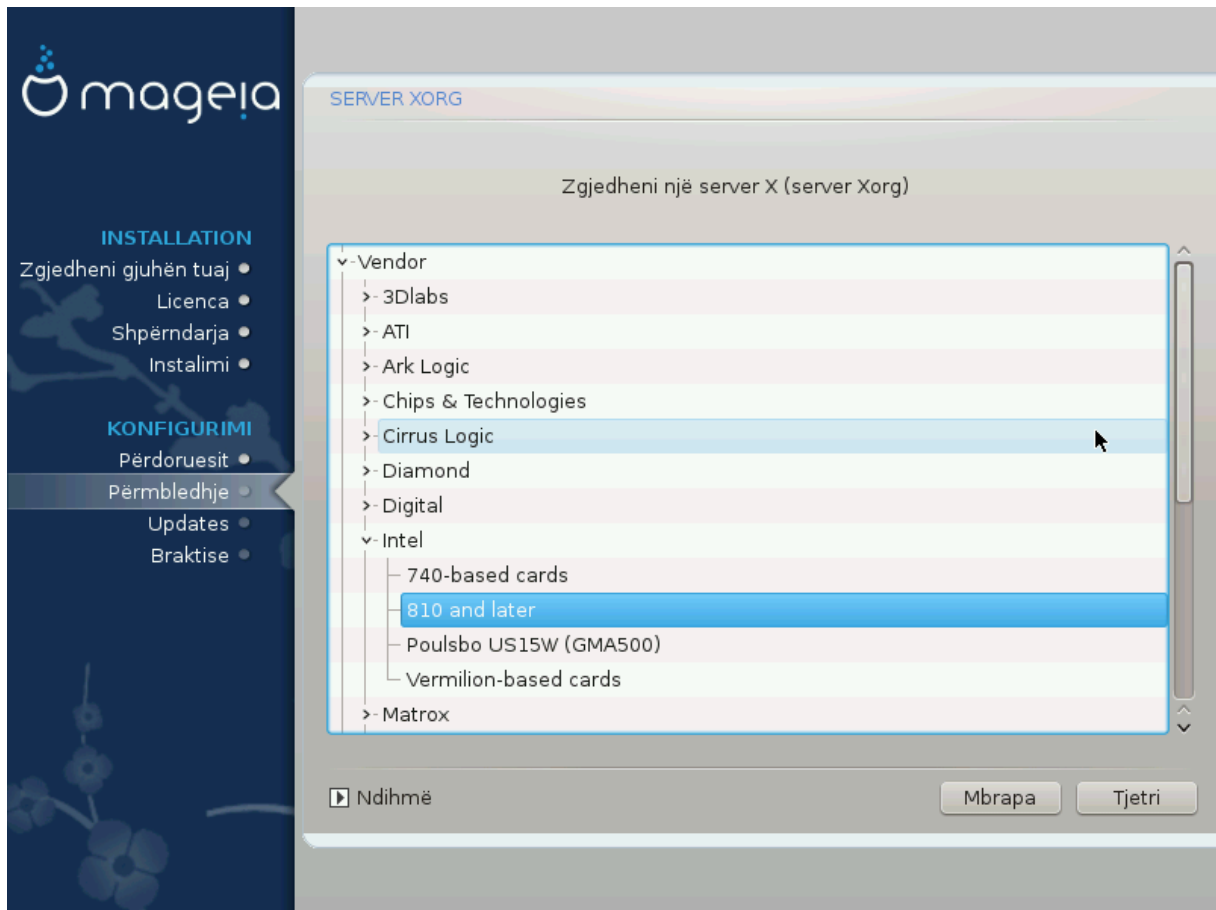 mageia
INSTALLATION
Zgjedheni gjuhën tuaj
Licenca
Shpërndarja
Instalimi
KONFIGURIMI
Përdoruesit
Përmbledhje
Updates
Braktise
SERVER XORG
Zgjedheni një server X (server Xorg)
Vendor
3Dlabs
ATI
Ark Logic
Chips & Technologies
Cirrus Logic
Diamond
Digital
Intel
740-based cards
810 and later
Poulsbo US15W (GMA500)
Vermilion-based cards
Matrox
Ndihmë
Mbrapa
Tjetri